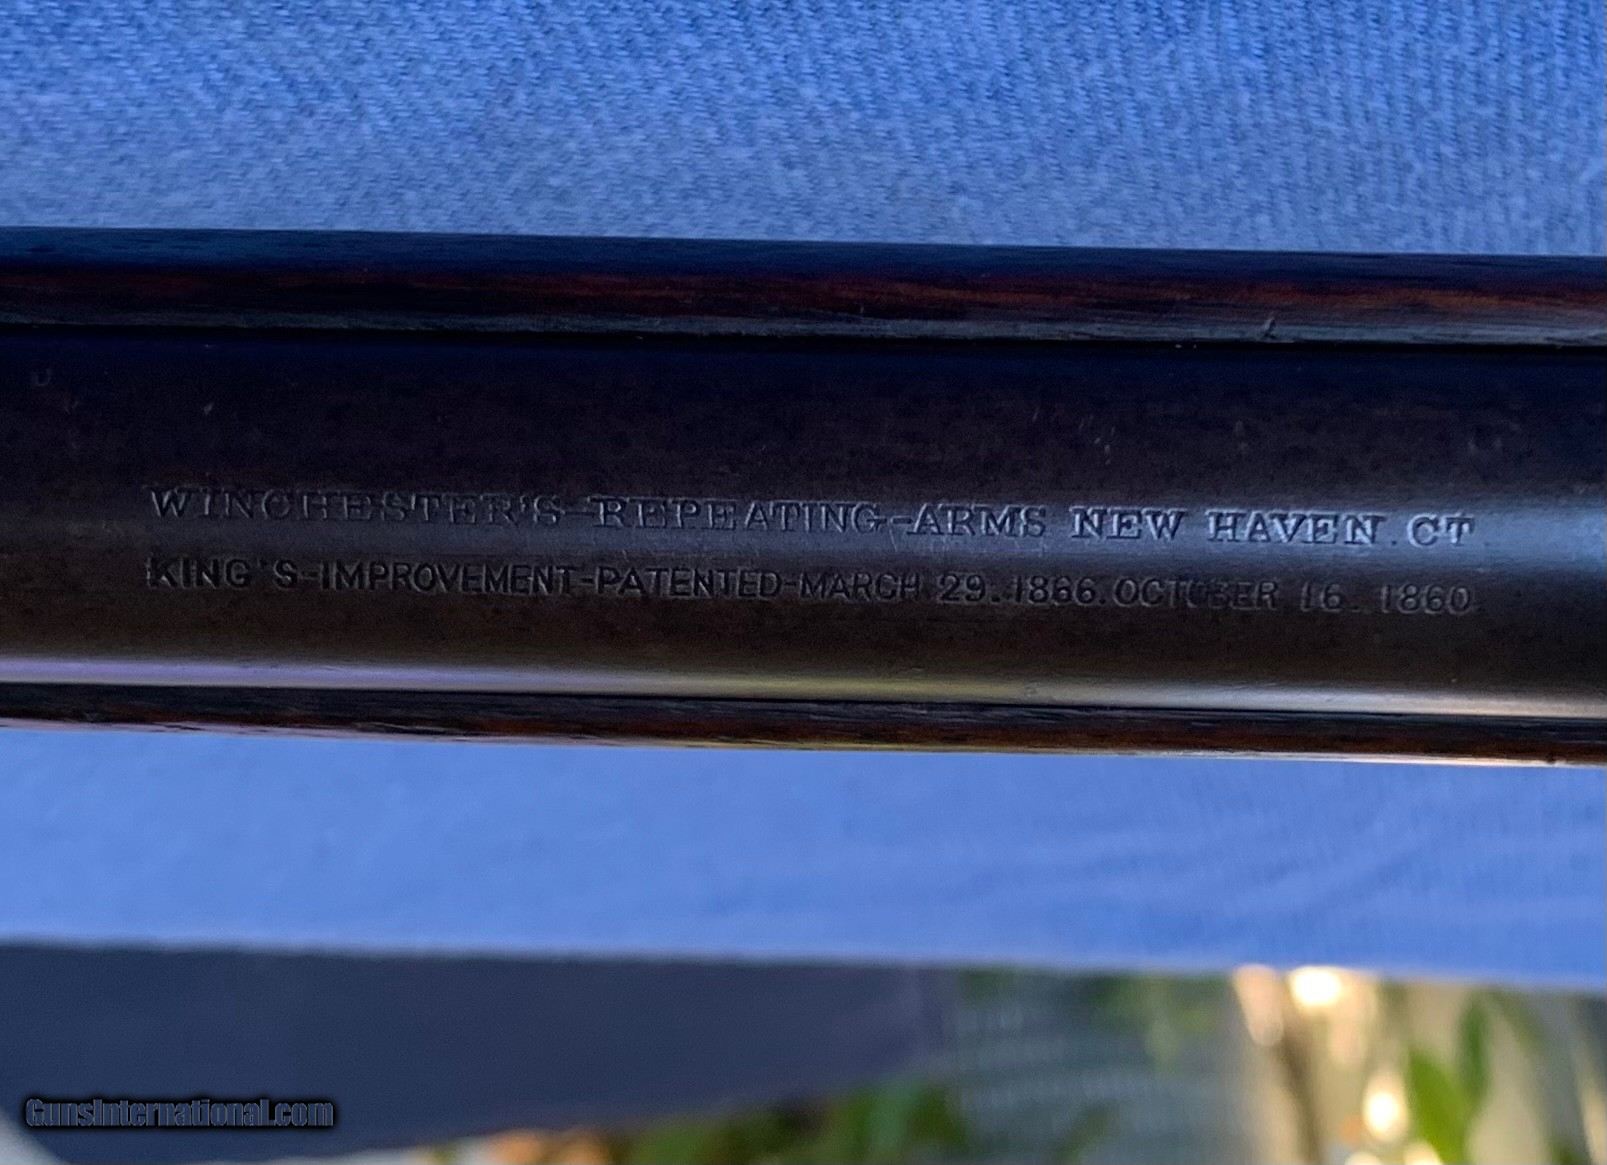 WINCHESTER'S-REPEATING-ARMS NEW HAVEN. CT
KING'S-IMPROVEMENT-PATENTED-MARCH 29. 1866. OCTOBER 16. 1860.
GunsInternational.com